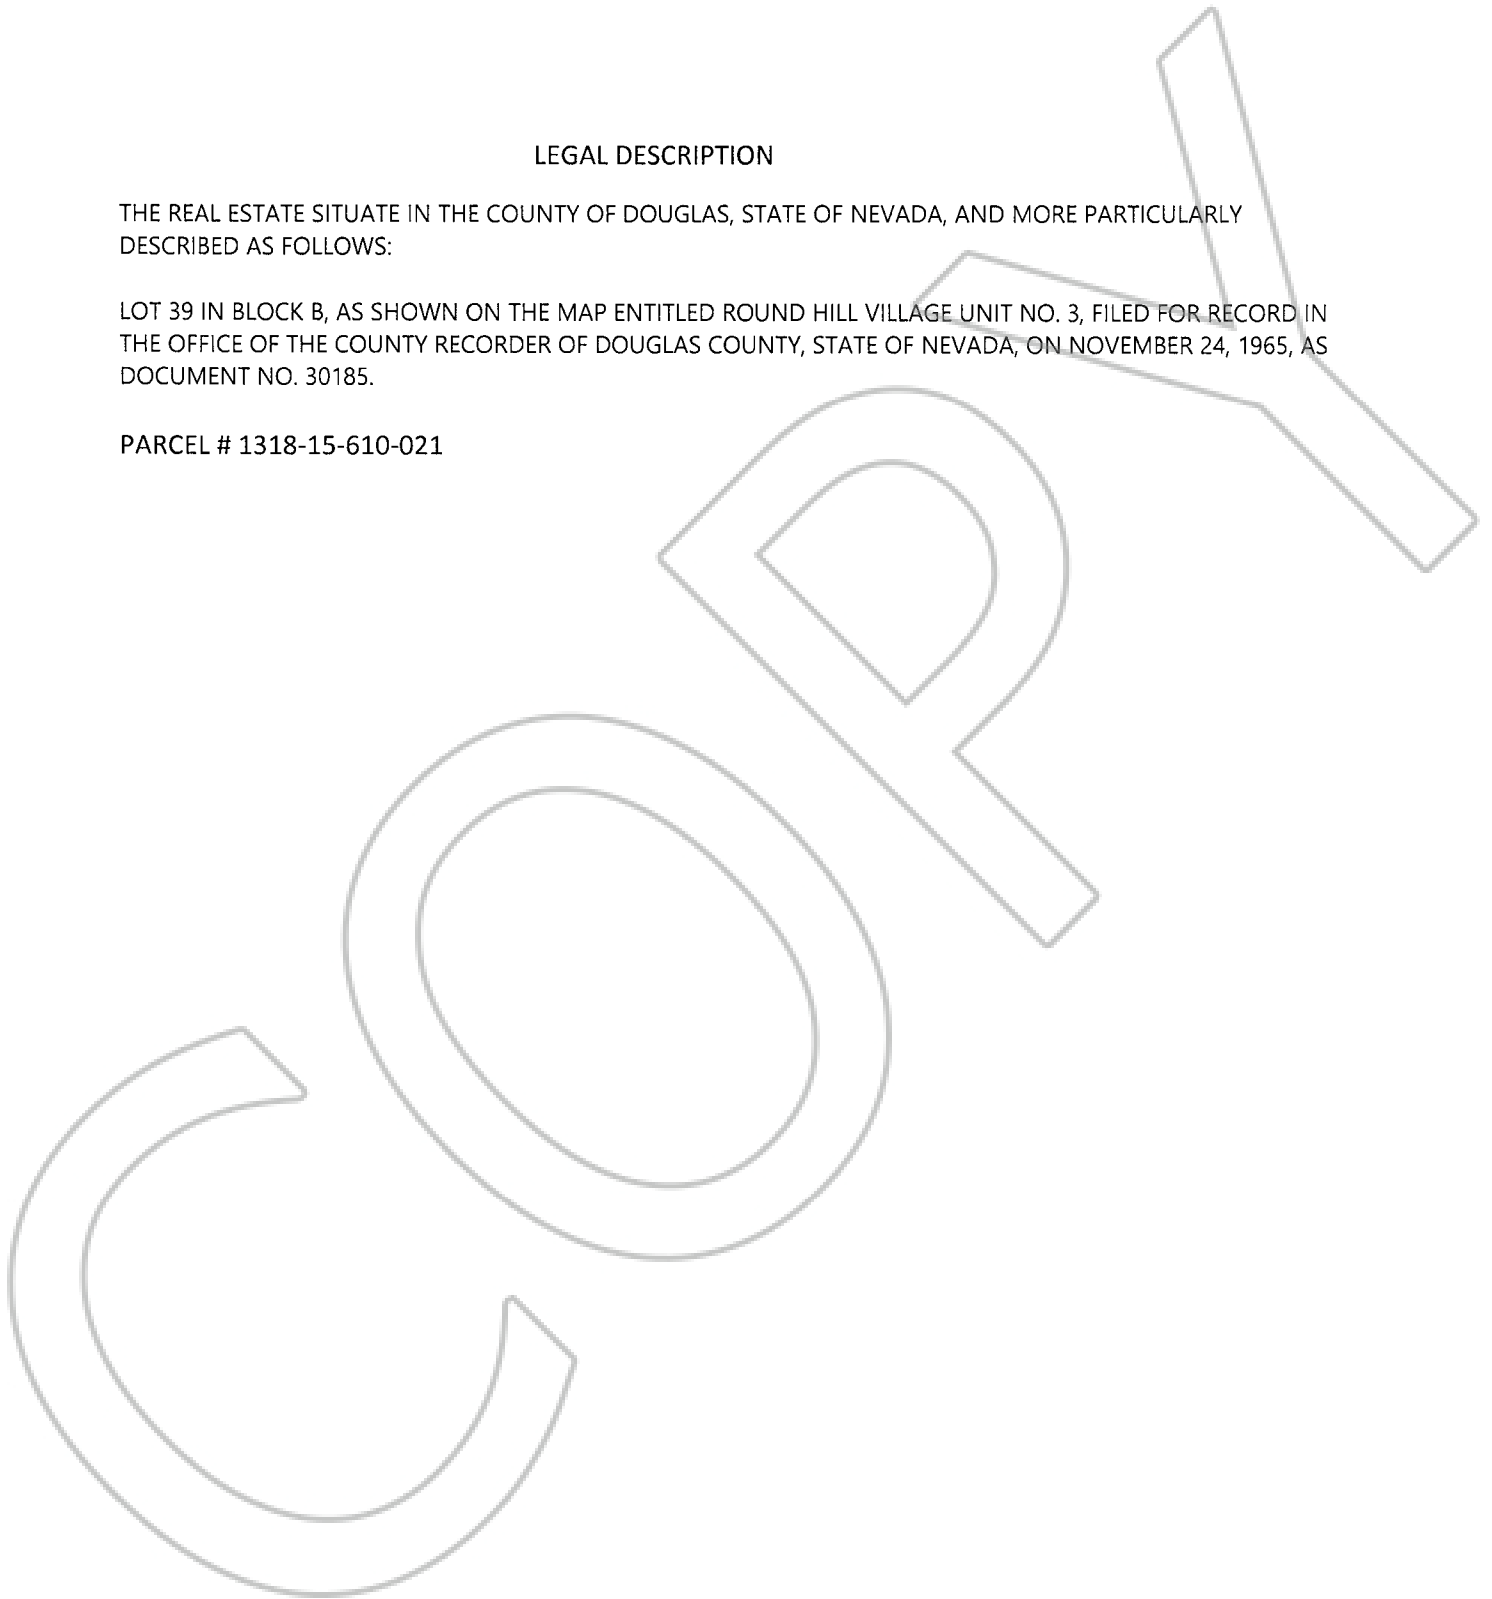 LEGAL DESCRIPTION
THE REAL ESTATE SITUATE IN THE COUNTY OF DOUGLAS, STATE OF NEVADA, AND MORE PARTICULARLY
DESCRIBED AS FOLLOWS:
LOT 39 IN BLOCK B, AS SHOWN ON THE MAP ENTITLED ROUND HILL VILLAGE UNIT NO. 3, FILED FOR RECORD IN
THE OFFICE OF THE COUNTY RECORDER OF DOUGLAS COUNTY, STATE OF NEVADA, ON NOVEMBER 24, 1965, AS
DOCUMENT NO. 30185.
PARCEL # 1318-15-610-021
COPY